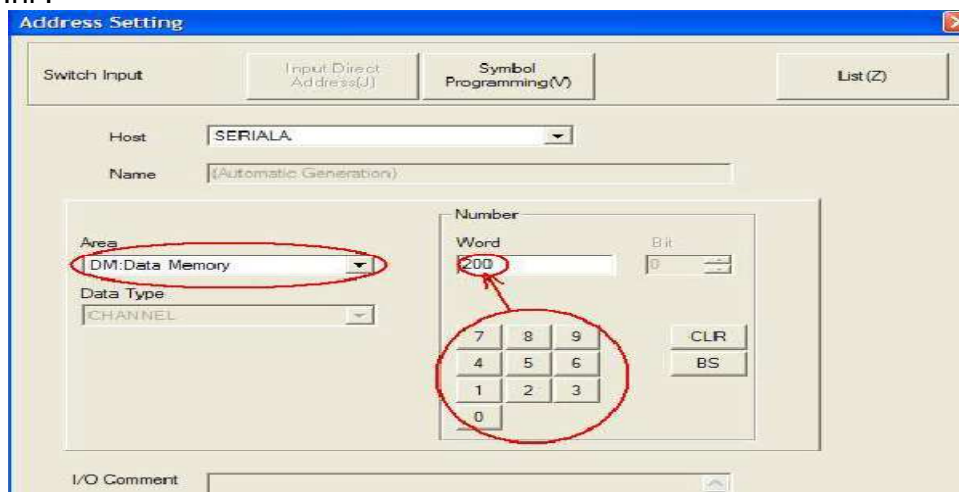 Address Setting
Switch Input
Input Direct
Address(J)
Symbol
Programming(V)
List(Z)
Host
SERIALA
Name
(Automatic Generation)
Number
Area
Word
Bit
DM:Data Memory
200
0
Data Type
CHANNEL
7 8 9
CLR
4 5 6
BS
1 2 3
0
I/O Comment